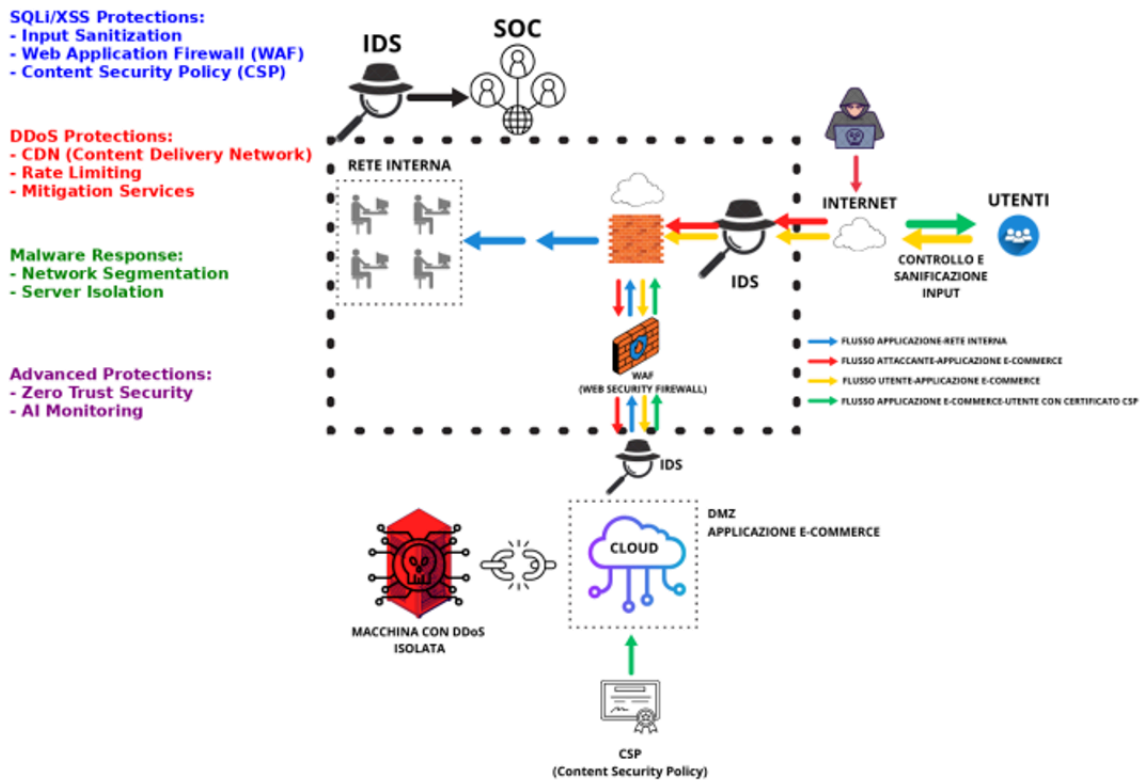 SQLi/XSS Protections:
- Input Sanitization
- Web Application Firewall (WAF)
- Content Security Policy (CSP)
DDoS Protections:
- CDN (Content Delivery Network)
- Rate Limiting
- Mitigation Services
Malware Response:
- Network Segmentation
- Server Isolation
Advanced Protections:
- Zero Trust Security
- AI Monitoring
IDS
SOC
RETE INTERNA
IDS
INTERNET
UTENTI
CONTROLLO E
SANIFICAZIONE
INPUT
FLUSSO APPLICAZIONE-RETE INTERNA
FLUSSO ATTACCANTE-APPLICAZIONE E-COMMERCE
FLUSSO UTENTE-APPLICAZIONE E-COMMERCE
FLUSSO APPLICAZIONE E-COMMERCE-UTENTE CON CERTIFICATO CSP
WAF
(WEB SECURITY FIREWALL)
IDS
DMZ
APPLICAZIONE E-COMMERCE
CLOUD
MACCHINA CON DDoS
ISOLATA
CSP
(Content Security Policy)